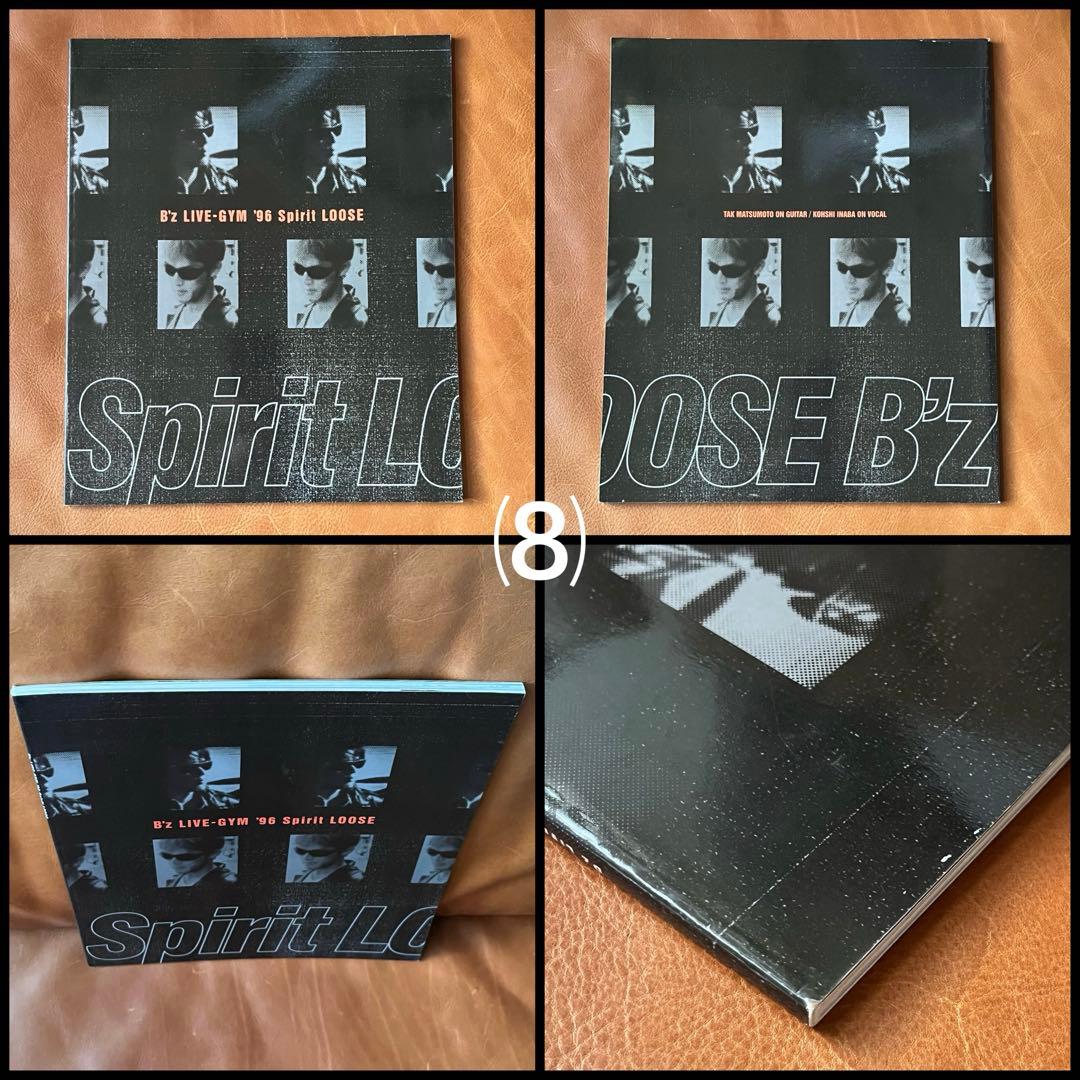 B'z LIVE-GYM '96 Spirit LOOSE
Spirit LO
TAK MATSUMOTO ON GUITAR / KOHSHI INABA ON VOCAL
OOSE B'z
(8)
B'z LIVE-GYM '96 Spirit LOOSE
Spirit LO